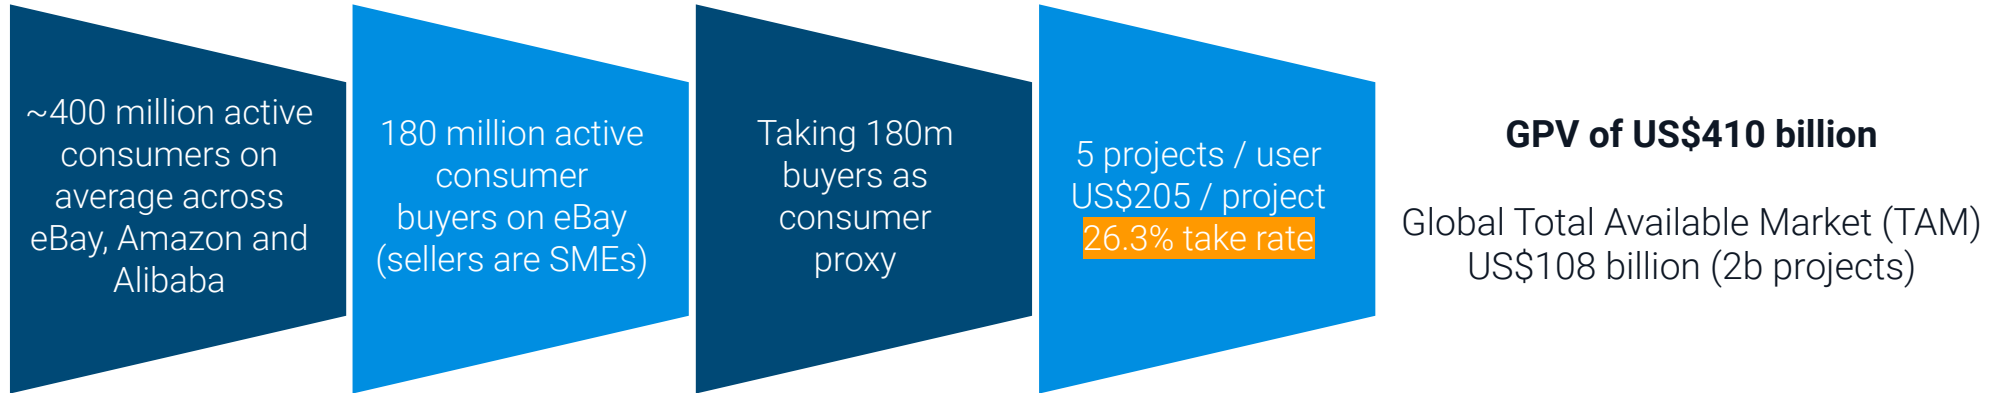 ~400 million active
consumers on
average across
eBay, Amazon and
Alibaba
180 million active
consumer
buyers on eBay
(sellers are SMEs)
Taking 180m
buyers as
consumer
proxy
5 projects / user
US$205 / project
26.3% take rate
GPV of US$410 billion
Global Total Available Market (TAM)
US$108 billion (2b projects)